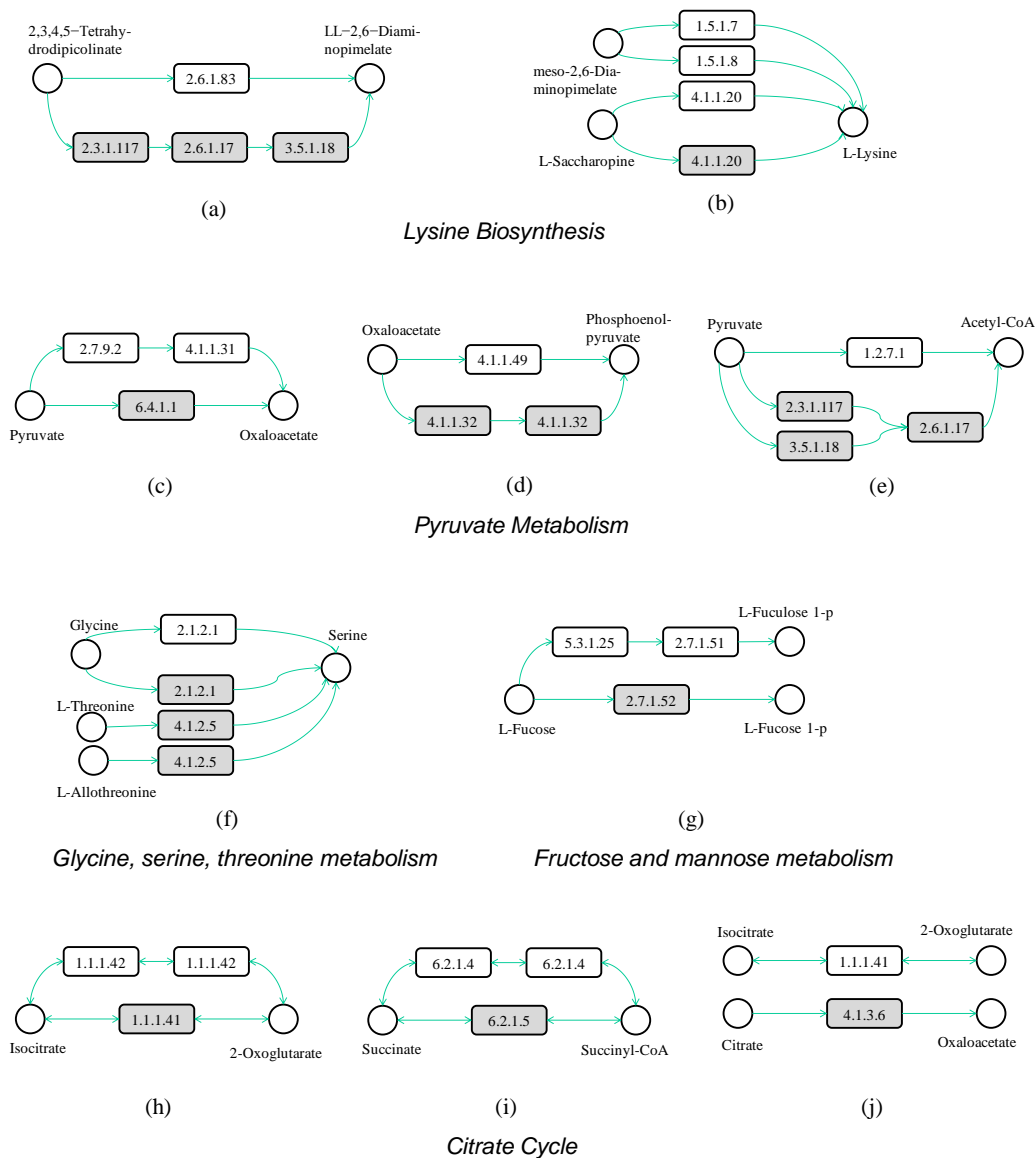 2,3,4,5−Tetrahy-
drodipicolinate
LL−2,6−Diami-
nopimelate
2.6.1.83
2.3.1.117
2.6.1.17
3.5.1.18
(a)
1.5.1.7
1.5.1.8
meso-2,6-Dia-
minopimelate
4.1.1.20
L-Saccharopine
4.1.1.20
L-Lysine
(b)
Lysine Biosynthesis
2.7.9.2
4.1.1.31
6.4.1.1
Pyruvate
Oxaloacetate
(c)
Oxaloacetate
Phosphoenol-
pyruvate
4.1.1.49
4.1.1.32
4.1.1.32
(d)
Pyruvate
Acetyl-CoA
1.2.7.1
2.3.1.117
3.5.1.18
2.6.1.17
(e)
Pyruvate Metabolism
Glycine
Serine
2.1.2.1
2.1.2.1
L-Threonine
4.1.2.5
4.1.2.5
L-Allothreonine
(f)
Glycine, serine, threonine metabolism
L-Fuculose 1-p
5.3.1.25
2.7.1.51
2.7.1.52
L-Fucose
L-Fucose 1-p
(g)
Fructose and mannose metabolism
1.1.1.42
1.1.1.42
1.1.1.41
Isocitrate
2-Oxoglutarate
(h)
6.2.1.4
6.2.1.4
6.2.1.5
Succinate
Succinyl-CoA
(i)
Isocitrate
2-Oxoglutarate
1.1.1.41
4.1.3.6
Citrate
Oxaloacetate
(j)
Citrate Cycle